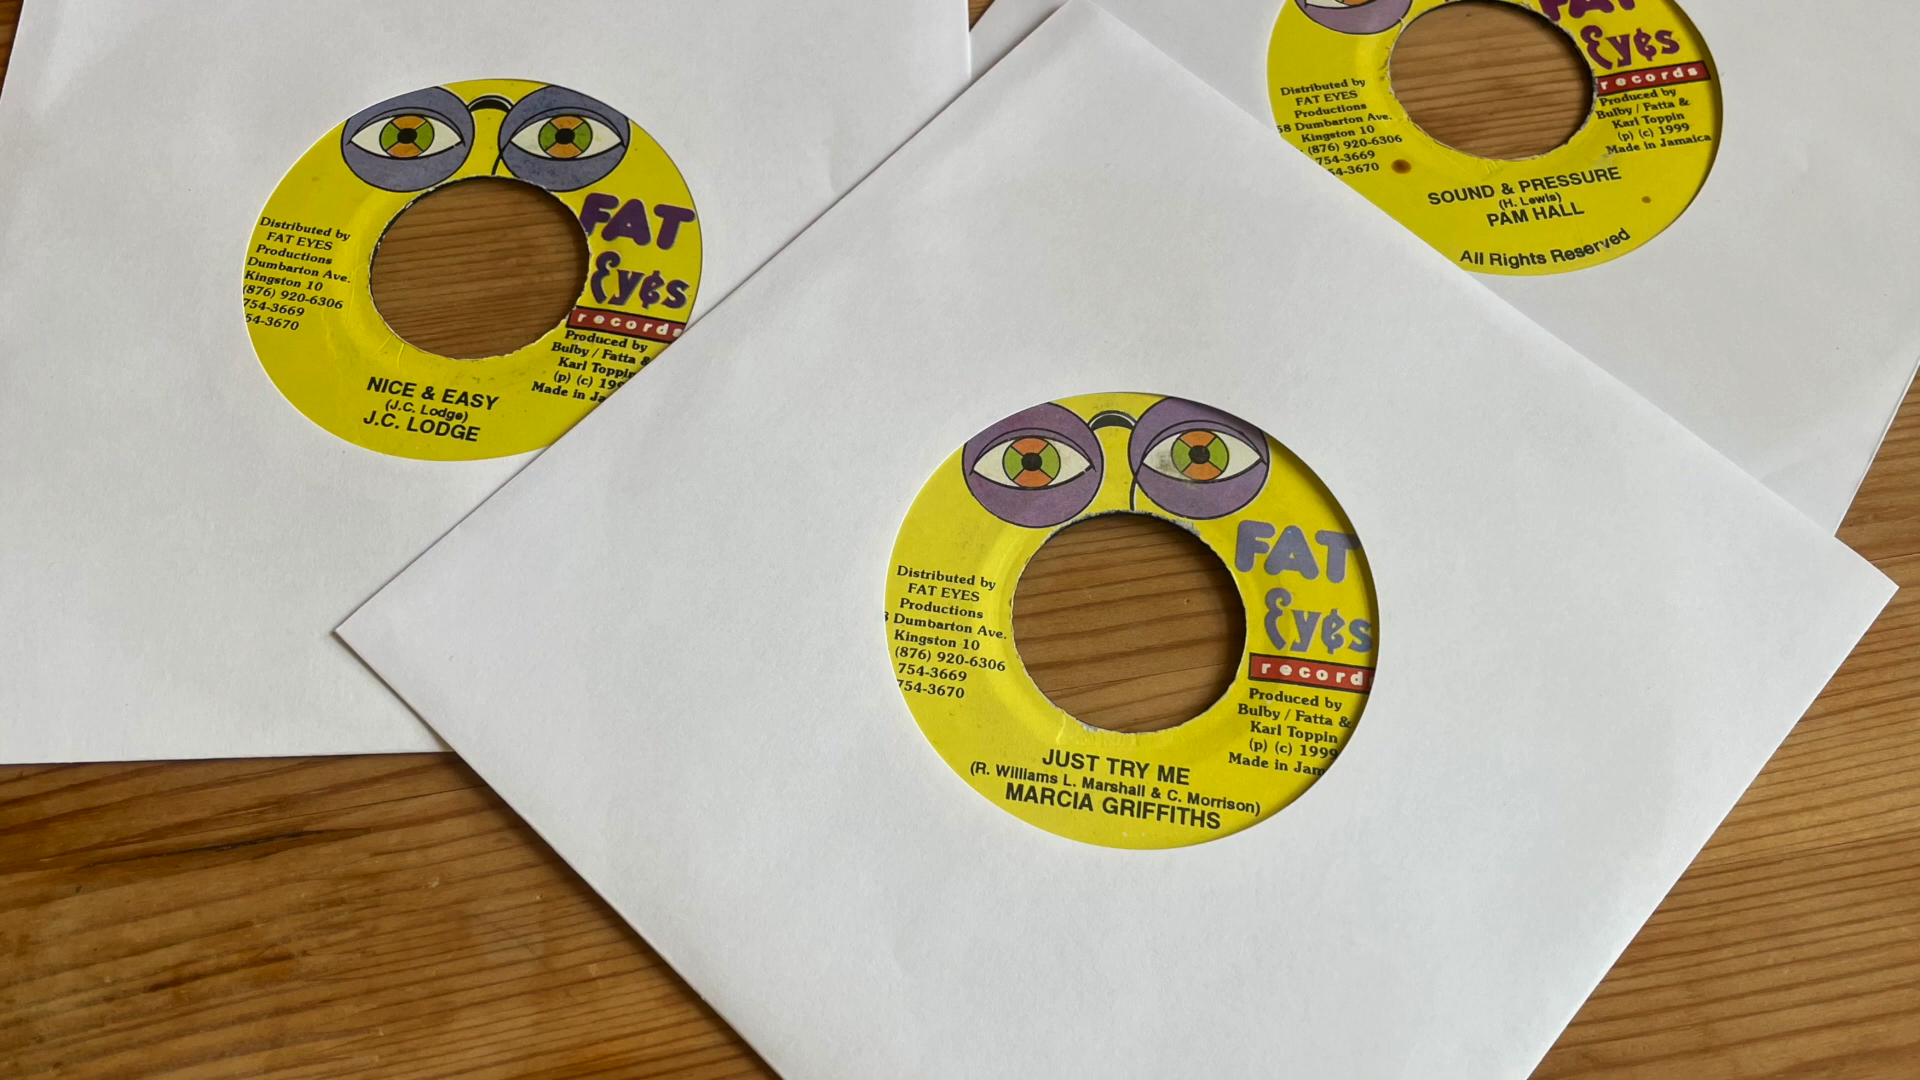 FAT
Eyes
records
Distributed by
FAT EYES
Productions
Dumbarton Ave.
Kingston 10
(876) 920-6306
754-3669
54-3670
Produced by
Bulby / Fatta &
Karl Toppin
(p) (c) 199
Made in Ja
NICE & EASY
(J.C. Lodge)
J.C. LODGE
FAT
Eyes
records
Distributed by
FAT EYES
Productions
58 Dumbarton Ave.
Kingston 10
(876) 920-6306
754-3669
54-3670
Produced by
Bulby / Fatta &
Karl Toppin
(p) (c) 1999
Made in Jamaica
SOUND & PRESSURE
(H. Lewis)
PAM HALL
All Rights Reserved
FAT
Eyes
record
Distributed by
FAT EYES
Productions
8 Dumbarton Ave.
Kingston 10
(876) 920-6306
754-3669
754-3670
Produced by
Bulby / Fatta &
Karl Toppin
(p) (c) 1999
Made in Jam
JUST TRY ME
(R. Williams L. Marshall & C. Morrison)
MARCIA GRIFFITHS